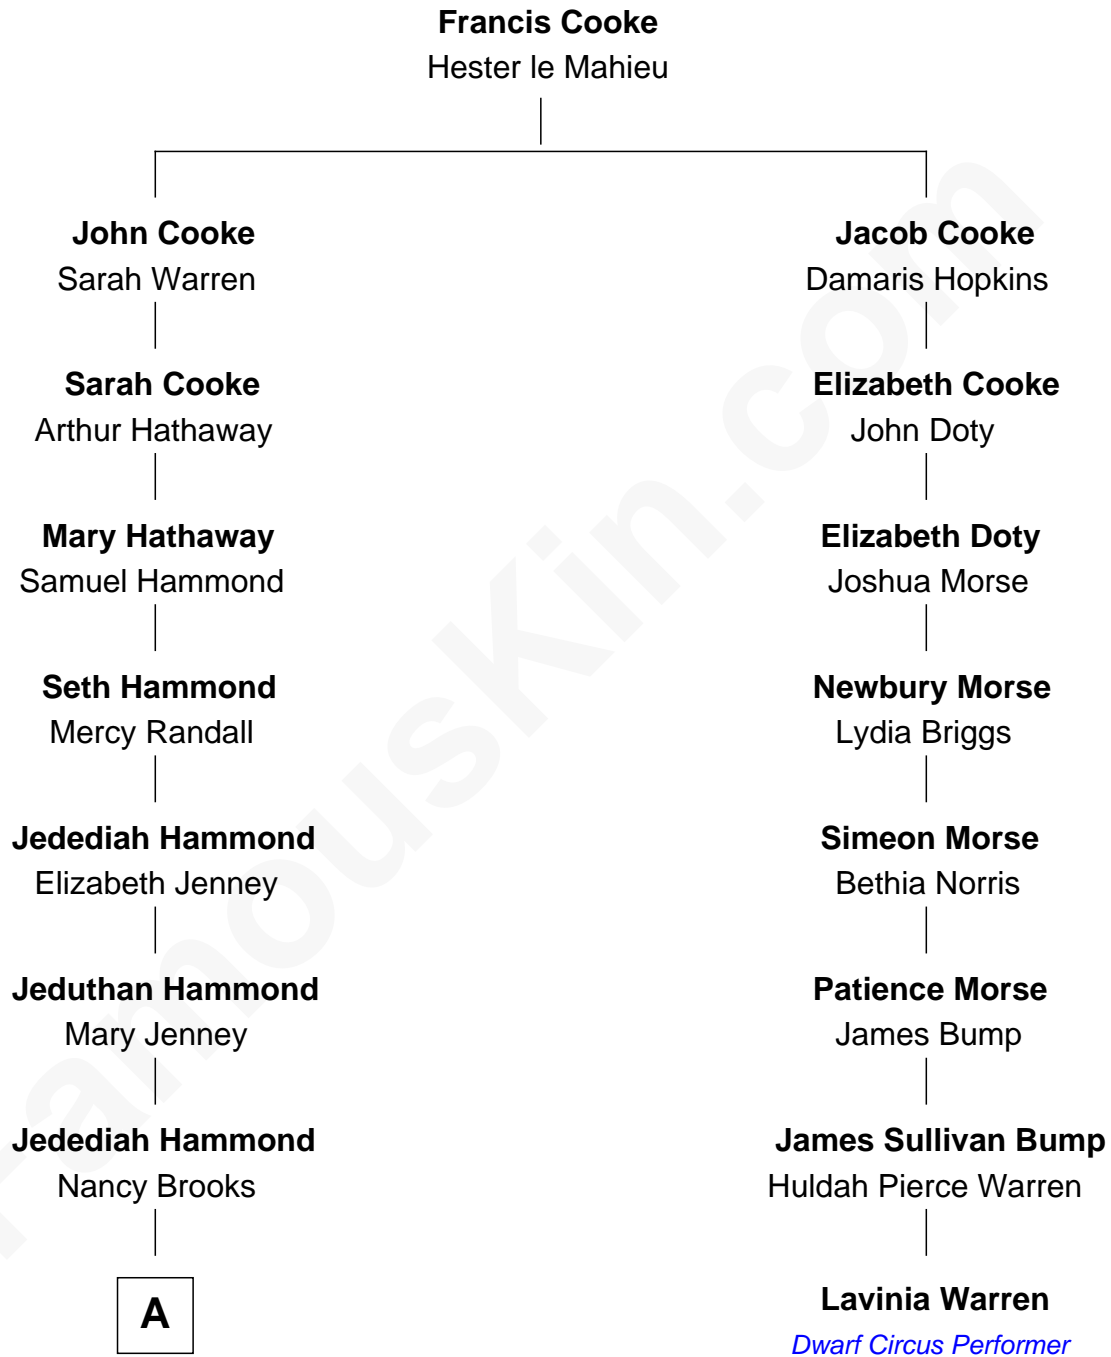 Francis Cooke
Hester le Mahieu
John Cooke
Sarah Warren
Jacob Cooke
Damaris Hopkins
Sarah Cooke
Arthur Hathaway
Elizabeth Cooke
John Doty
Mary Hathaway
Samuel Hammond
Elizabeth Doty
Joshua Morse
Seth Hammond
Mercy Randall
Newbury Morse
Lydia Briggs
Jedediah Hammond
Elizabeth Jenney
Simeon Morse
Bethia Norris
Jeduthan Hammond
Mary Jenney
Patience Morse
James Bump
Jedediah Hammond
Nancy Brooks
James Sullivan Bump
Huldah Pierce Warren
A
Lavinia Warren
Dwarf Circus Performer
FamousKin.com